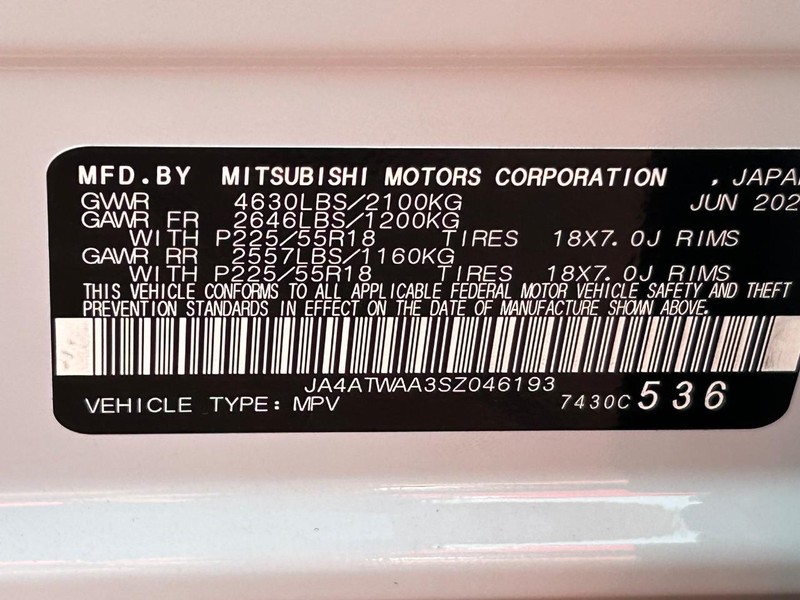 MFD.BY MITSUBISHI MOTORS CORPORATION , JAPAN
GVWR 4630LBS/2100KG JUN 202
GAWR FR 2646LBS/1200KG
WITH P225/55R18 TIRES 18X7.0J RIMS
GAWR RR 2557LBS/1160KG
WITH P225/55R18 TIRES 18X7.0J RIMS
THIS VEHICLE CONFORMS TO ALL APPLICABLE FEDERAL MOTOR VEHICLE SAFETY AND THEFT
PREVENTION STANDARDS IN EFFECT ON THE DATE OF MANUFACTURE SHOWN ABOVE.
JA4ATWAA3SZ046193
VEHICLE TYPE: MPV 7430C 536